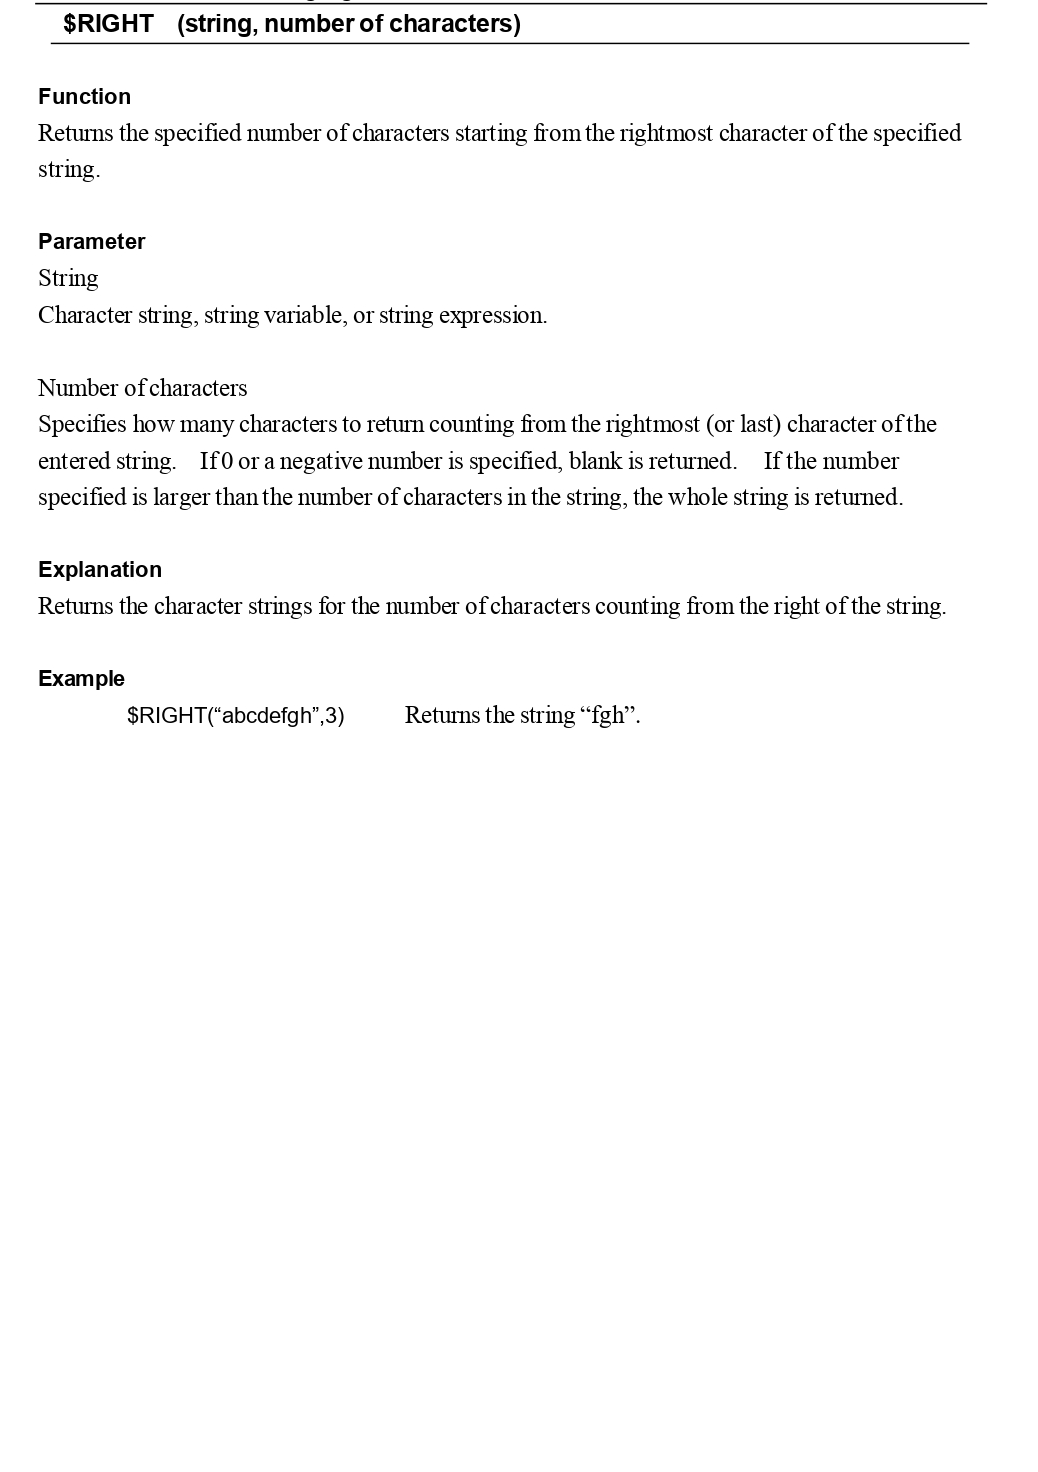 $RIGHT (string, number of characters)
Function
Returns the specified number of characters starting from the rightmost character of the specified
string.
Parameter
String
Character string, string variable, or string expression.
Number of characters
Specifies how many characters to return counting from the rightmost (or last) character of the
entered string. If 0 or a negative number is specified, blank is returned. If the number
specified is larger than the number of characters in the string, the whole string is returned.
Explanation
Returns the character strings for the number of characters counting from the right of the string.
Example
$RIGHT(“abcdefgh”,3) Returns the string “fgh”.